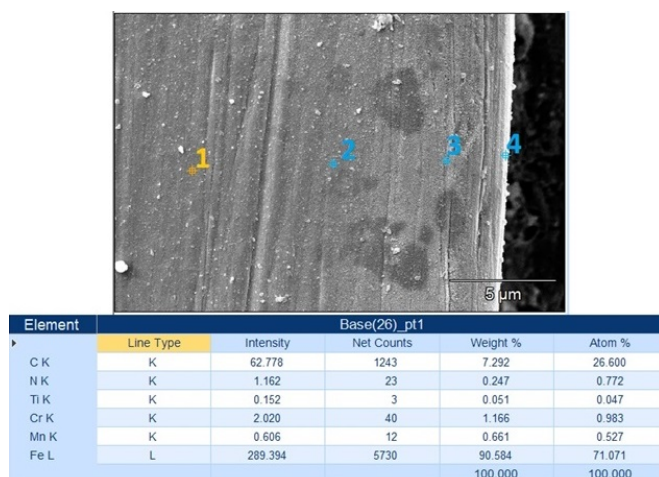 1 2 3 4
5 µm
Element Base(26)_pt1
Line Type Intensity Net Counts Weight % Atom %
C K K 62.778 1243 7.292 26.600
N K K 1.162 23 0.247 0.772
Ti K K 0.152 3 0.051 0.047
Cr K K 2.020 40 1.166 0.983
Mn K K 0.606 12 0.661 0.527
Fe L L 289.394 5730 90.584 71.071
100.000 100.000